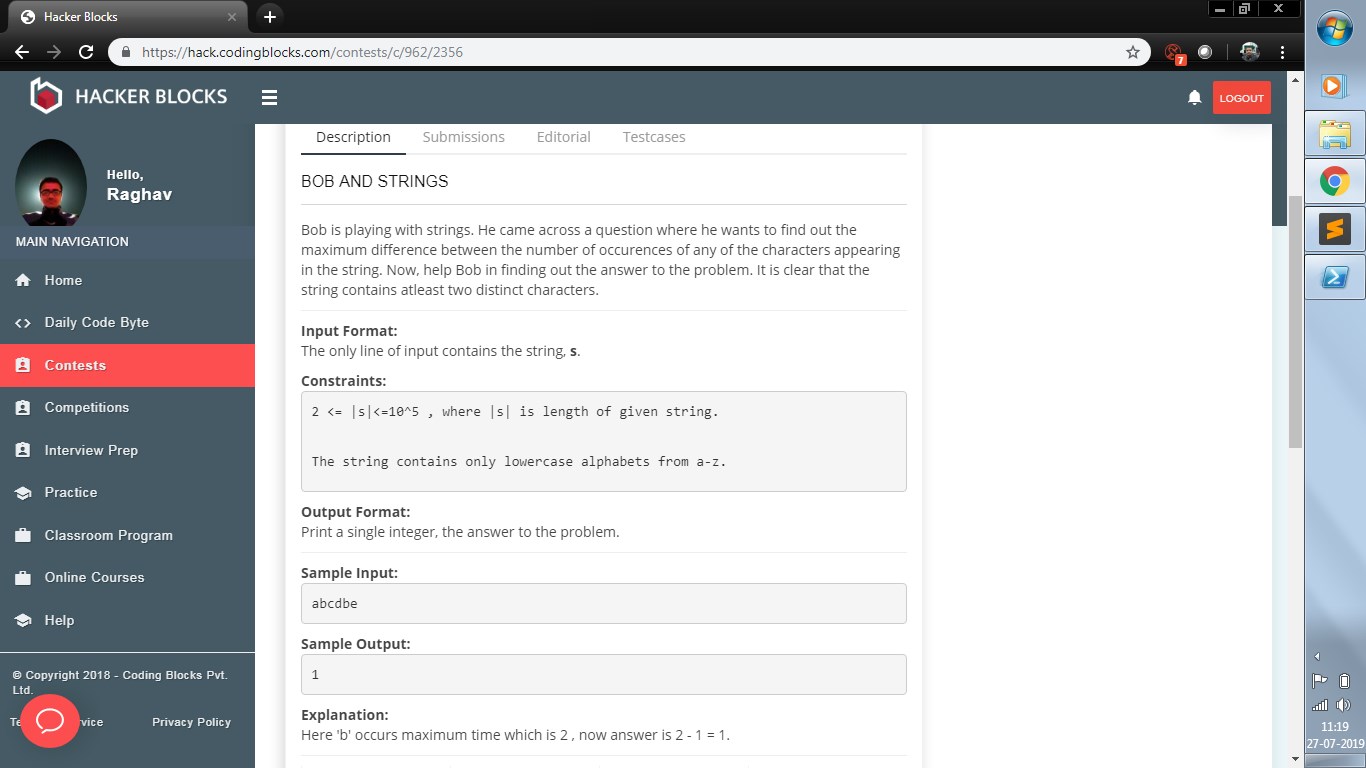 Hacker Blocks
https://hack.codingblocks.com/contests/c/962/2356
7
HACKER BLOCKS
LOGOUT
Hello,
Raghav
MAIN NAVIGATION
Home
Daily Code Byte
Contests
Competitions
Interview Prep
Practice
Classroom Program
Online Courses
Help
© Copyright 2018 - Coding Blocks Pvt.
Ltd.
Privacy Policy
Description Submissions Editorial Testcases
BOB AND STRINGS
Bob is playing with strings. He came across a question where he wants to find out the
maximum difference between the number of occurences of any of the characters appearing
in the string. Now, help Bob in finding out the answer to the problem. It is clear that the
string contains atleast two distinct characters.
Input Format:
The only line of input contains the string, s.
Constraints:
2 <= |s|<=10^5 , where |s| is length of given string.
The string contains only lowercase alphabets from a-z.
Output Format:
Print a single integer, the answer to the problem.
Sample Input:
abcdbe
Sample Output:
1
Explanation:
Here 'b' occurs maximum time which is 2 , now answer is 2 - 1 = 1.
11:19
27-07-2019